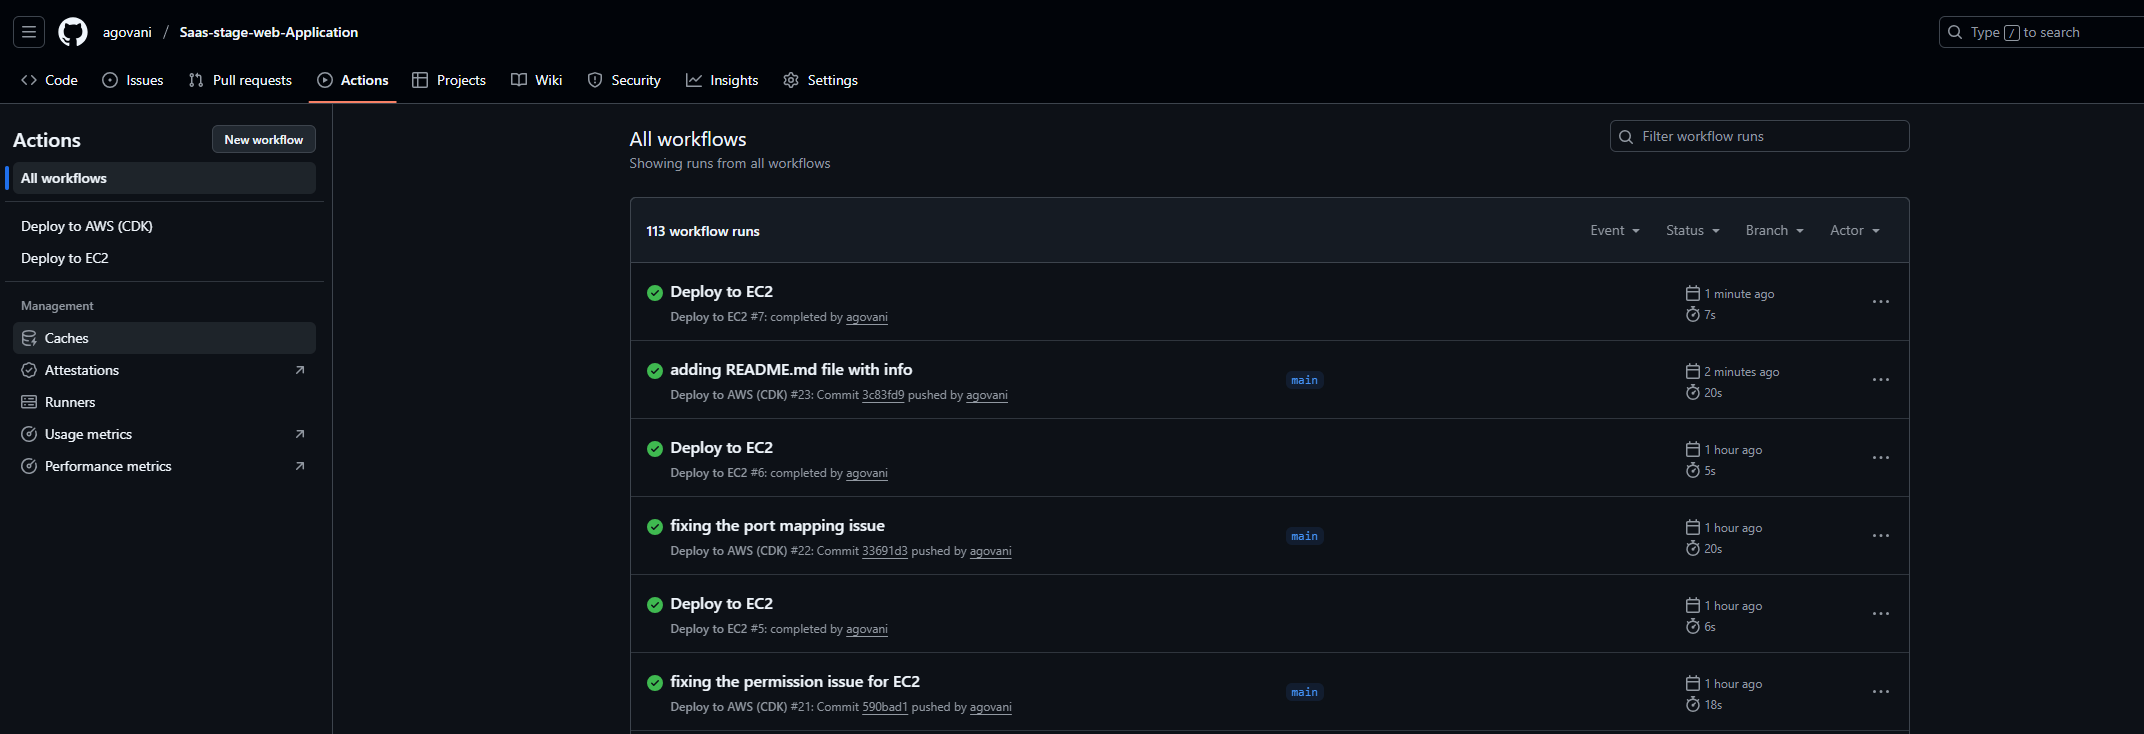 agovani / Saas-stage-web-Application
Type / to search
Code Issues Pull requests Actions Projects Wiki Security Insights Settings
Actions
New workflow
All workflows
Deploy to AWS (CDK)
Deploy to EC2
Management
Caches
Attestations
Runners
Usage metrics
Performance metrics
All workflows
Showing runs from all workflows
Filter workflow runs
113 workflow runs
Event Status Branch Actor
Deploy to EC2
Deploy to EC2 #7: completed by agovani
1 minute ago
7s
adding README.md file with info
Deploy to AWS (CDK) #23: Commit 3c83fd9 pushed by agovani
main
2 minutes ago
20s
Deploy to EC2
Deploy to EC2 #6: completed by agovani
1 hour ago
5s
fixing the port mapping issue
Deploy to AWS (CDK) #22: Commit 33691d3 pushed by agovani
main
1 hour ago
20s
Deploy to EC2
Deploy to EC2 #5: completed by agovani
1 hour ago
6s
fixing the permission issue for EC2
Deploy to AWS (CDK) #21: Commit 590bad1 pushed by agovani
main
1 hour ago
18s